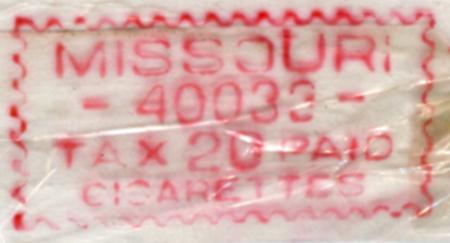 MISSOURI
- 40033 -
TAX 20 PAID
CIGARETTES